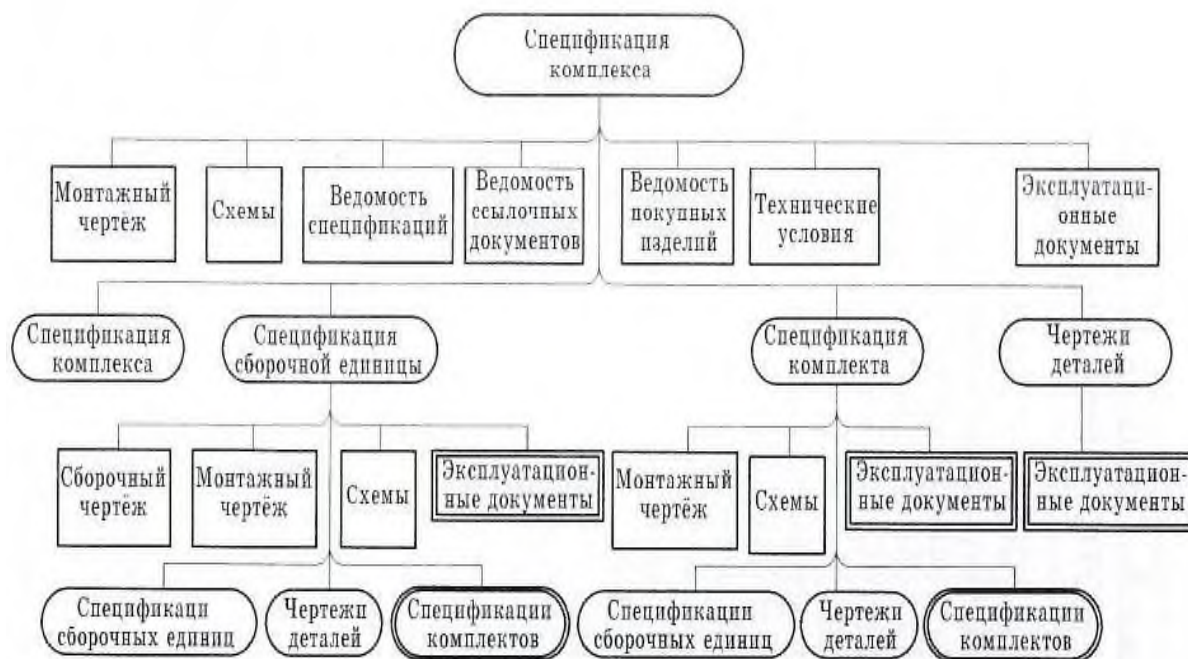 Спецификация
комплекса
Монтажный
чертёж
Схемы
Ведомость
спецификаций
Ведомость
ссылочных
документов
Ведомость
покупных
изделий
Технические
условия
Эксплуатаци-
онные
документы
Спецификация
комплекса
Спецификация
сборочной единицы
Спецификация
комплекта
Чертежи
деталей
Сборочный
чертёж
Монтажный
чертёж
Схемы
Эксплуатацион-
ные документы
Монтажный
чертёж
Схемы
Эксплуатацион-
ные документы
Эксплуатацион-
ные документы
Спецификаци
сборочных единиц
Чертежи
деталей
Спецификации
комплектов
Спецификации
сборочных единиц
Чертежи
деталей
Спецификации
комплектов